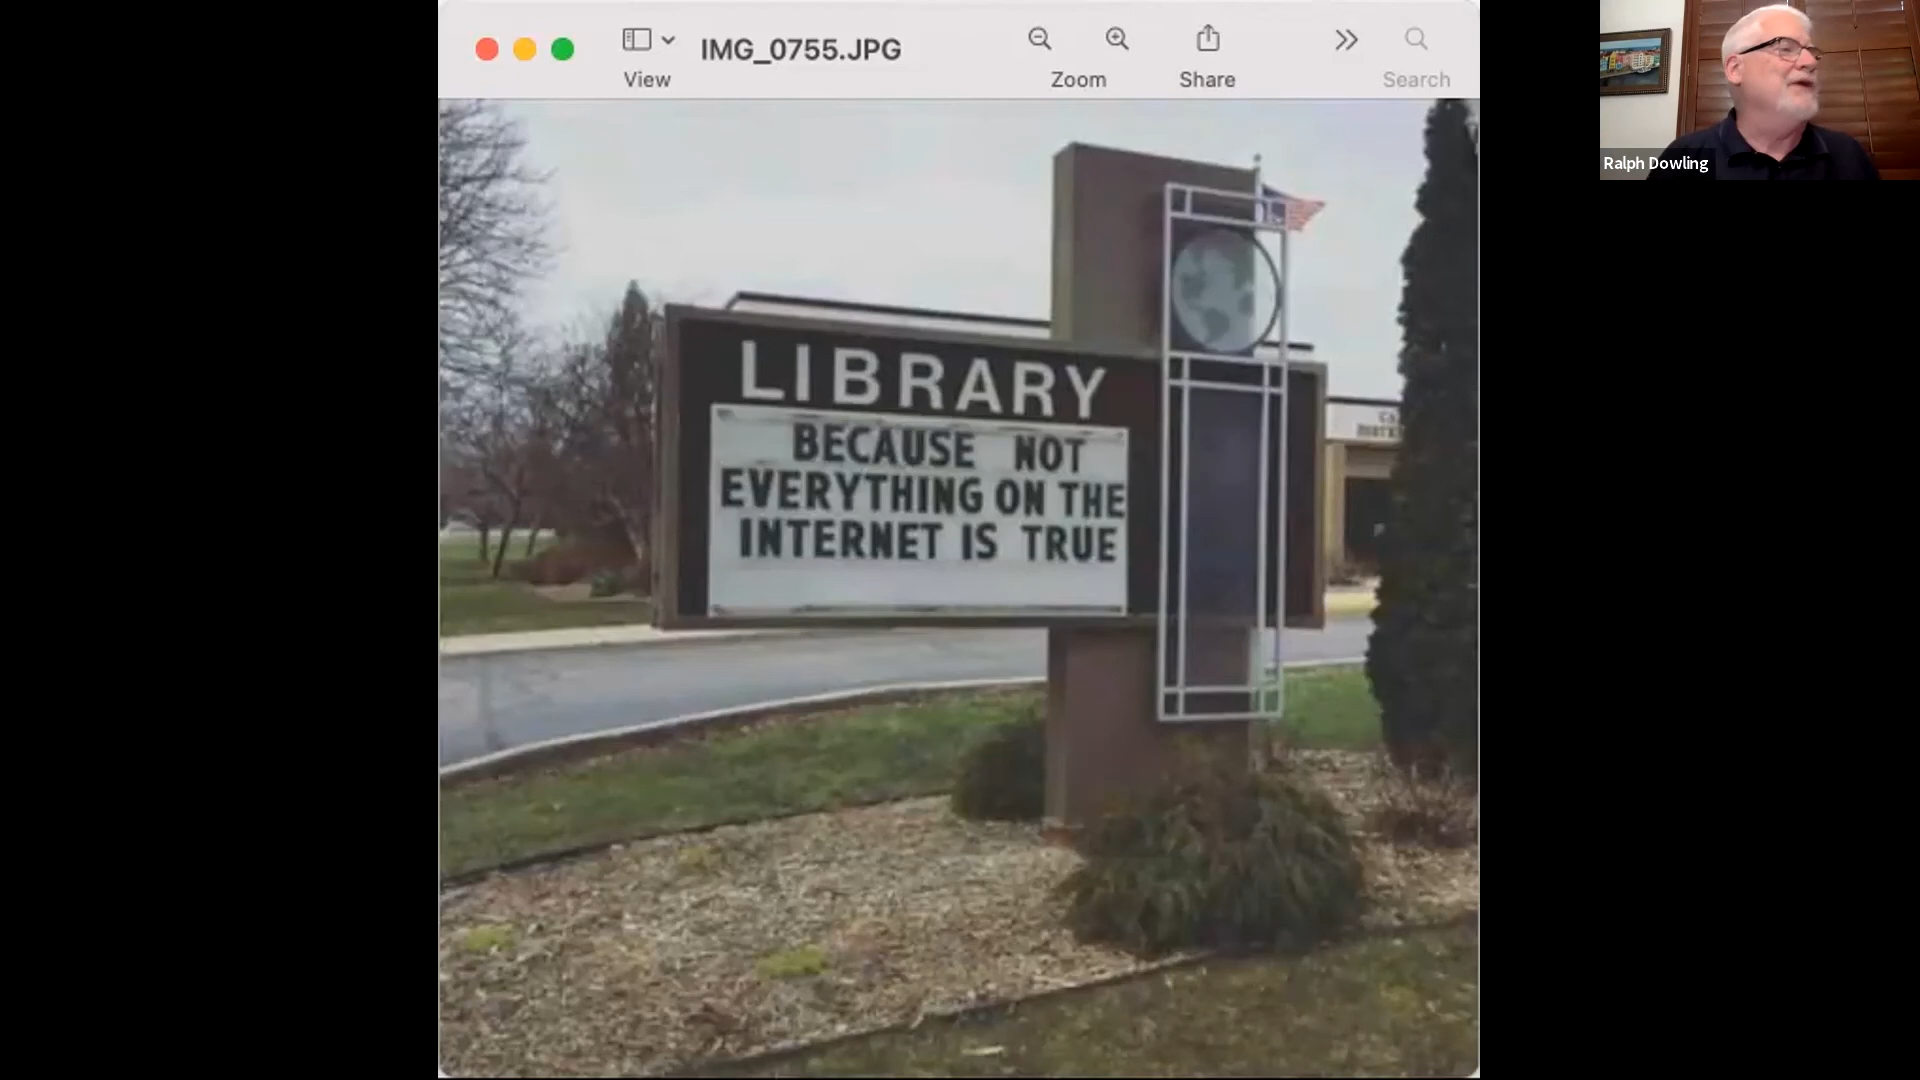 IMG_0755.JPG
View
Zoom
Share
Search
Ralph Dowling
LIBRARY
BECAUSE NOT
EVERYTHING ON THE
INTERNET IS TRUE